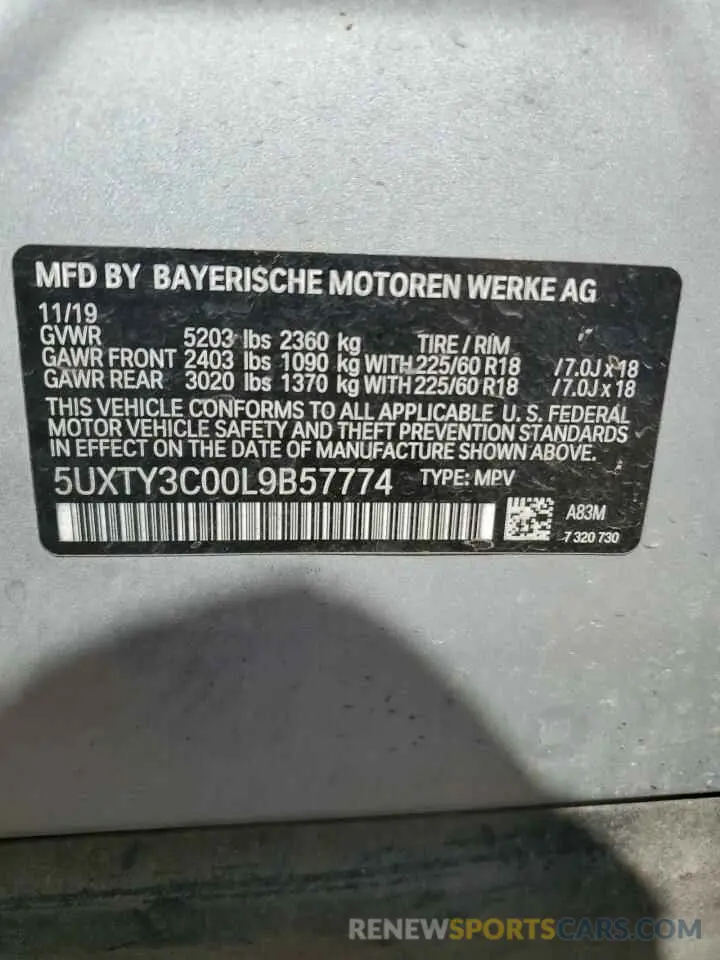 MFD BY BAYERISCHE MOTOREN WERKE AG
11/19
GVWR 5203 lbs 2360 kg TIRE / RIM
GAWR FRONT 2403 lbs 1090 kg WITH 225/60 R18 /7.0J x 18
GAWR REAR 3020 lbs 1370 kg WITH 225/60 R18 /7.0J x 18
THIS VEHICLE CONFORMS TO ALL APPLICABLE U. S. FEDERAL
MOTOR VEHICLE SAFETY AND THEFT PREVENTION STANDARDS
IN EFFECT ON THE DATE OF MANUFACTURE SHOWN ABOVE.
5UXTY3C00L9B57774 TYPE: MPV
A83M
7 320 730
RENEWSPORTSCARS.COM